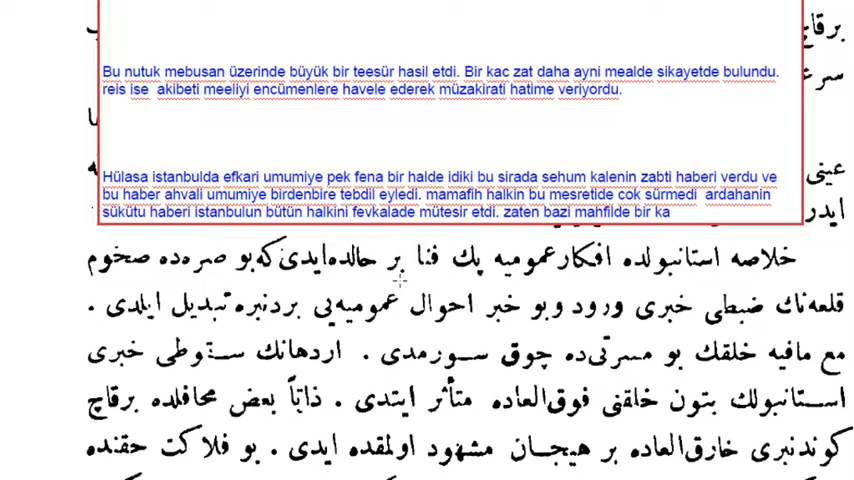 برقاچ
Bu nutuk mebusan üzerinde büyük bir teesür hasil etdi. Bir kac zat daha ayni mealde sikayetde bulundu.
reis ise akibeti meeliyi encümenlere havele ederek müzakirati hatime veriyordu.
سرع
عینی
Hülasa istanbulda efkari umumiye pek fena bir halde idiki bu sirada sehum kalenin zabti haberi verdu ve
bu haber ahvali umumiye birdenbire tebdil eyledi. mamafih halkin bu mesretide cok sürmedi ardahanin
sükütu haberi istanbulun bütün halkini fevkalade mütesir etdi. zaten bazi mahfilde bir ka
ایدر
خلاصه استانبولده افکارعمومیه پك فنا بر حالده‌ایدی‌که‌بو صره‌ده صخوم
قلعه‌نك ضبطی خبری ورود وبو خبر احوال عمومیه‌یی بردنبره تبدیل ایلدی .
مع مافیه خلقك بو مسرتی‌ده چوق سورمدی . اردهانك سقوطی خبری
استانبولك بتون خلقنی فوق‌العاده متأثر ایتدی . ذاتاً بعض محافلده برقاچ
کوندنبری خارق‌العاده بر هیجان مشهود اولمقده ایدی . بو فلاکت حقنده